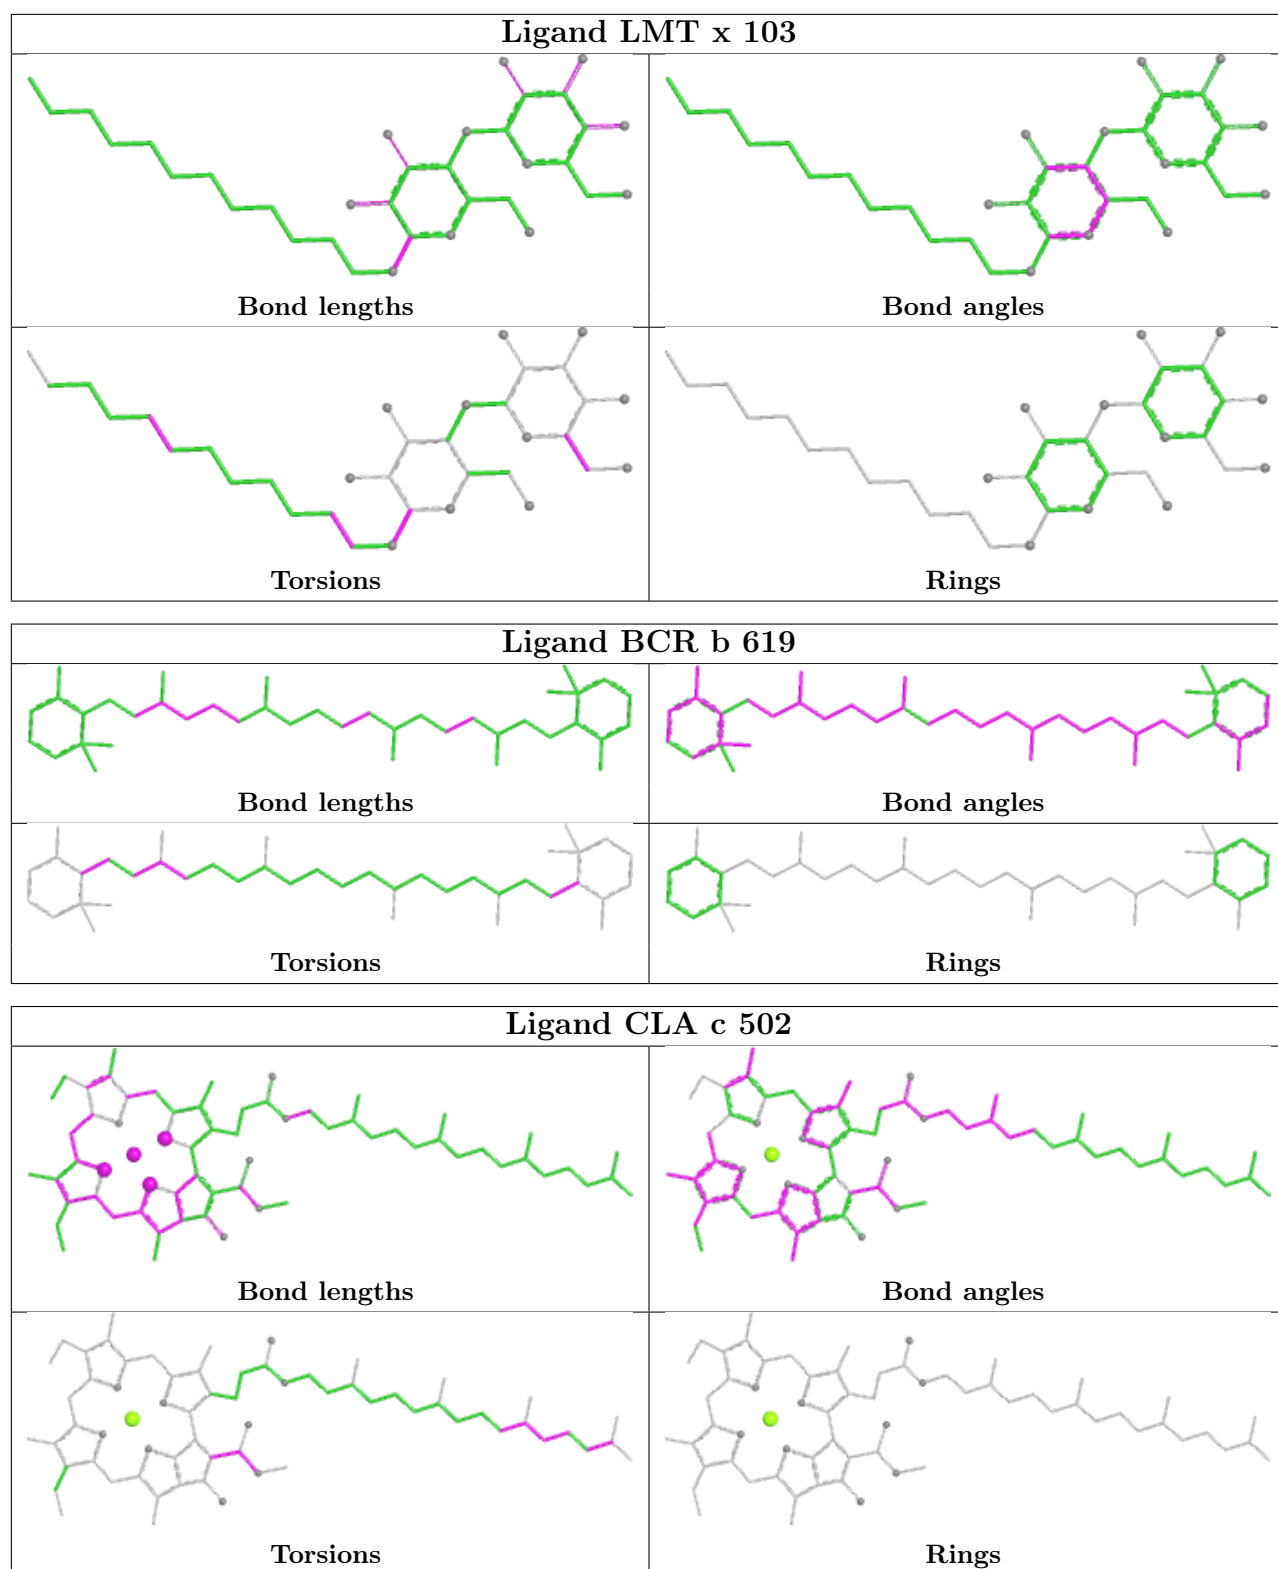 Ligand LMT x 103
Bond lengths
Bond angles
Torsions
Rings
Ligand BCR b 619
Bond lengths
Bond angles
Torsions
Rings
Ligand CLA c 502
Bond lengths
Bond angles
Torsions
Rings